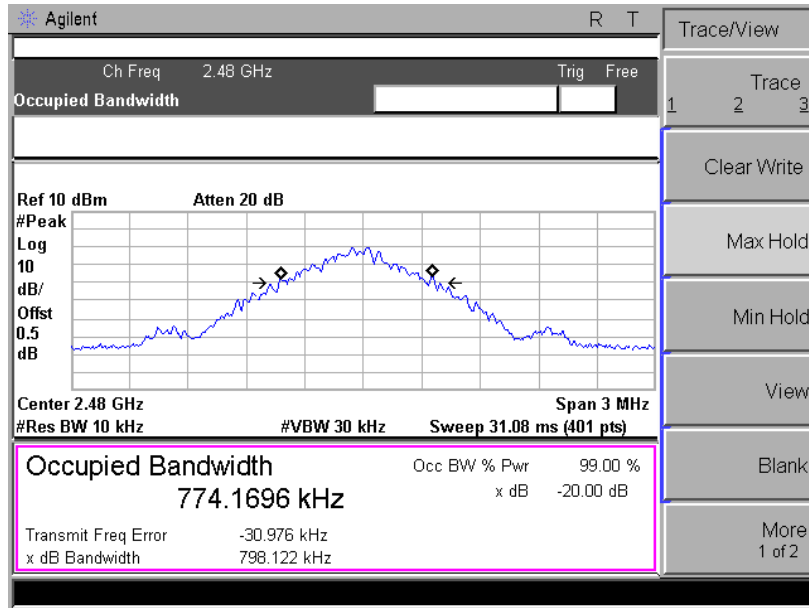 Agilent R T
Trace/View
Ch Freq 2.48 GHz Trig Free
Occupied Bandwidth
Trace
1 2 3
Clear Write
Max Hold
Min Hold
View
Blank
More
1 of 2
Ref 10 dBm Atten 20 dB
#Peak
Log
10
dB/
Offst
0.5
dB
Center 2.48 GHz Span 3 MHz
#Res BW 10 kHz #VBW 30 kHz Sweep 31.08 ms (401 pts)
Occupied Bandwidth
774.1696 kHz
Occ BW % Pwr 99.00 %
x dB -20.00 dB
Transmit Freq Error -30.976 kHz
x dB Bandwidth 798.122 kHz